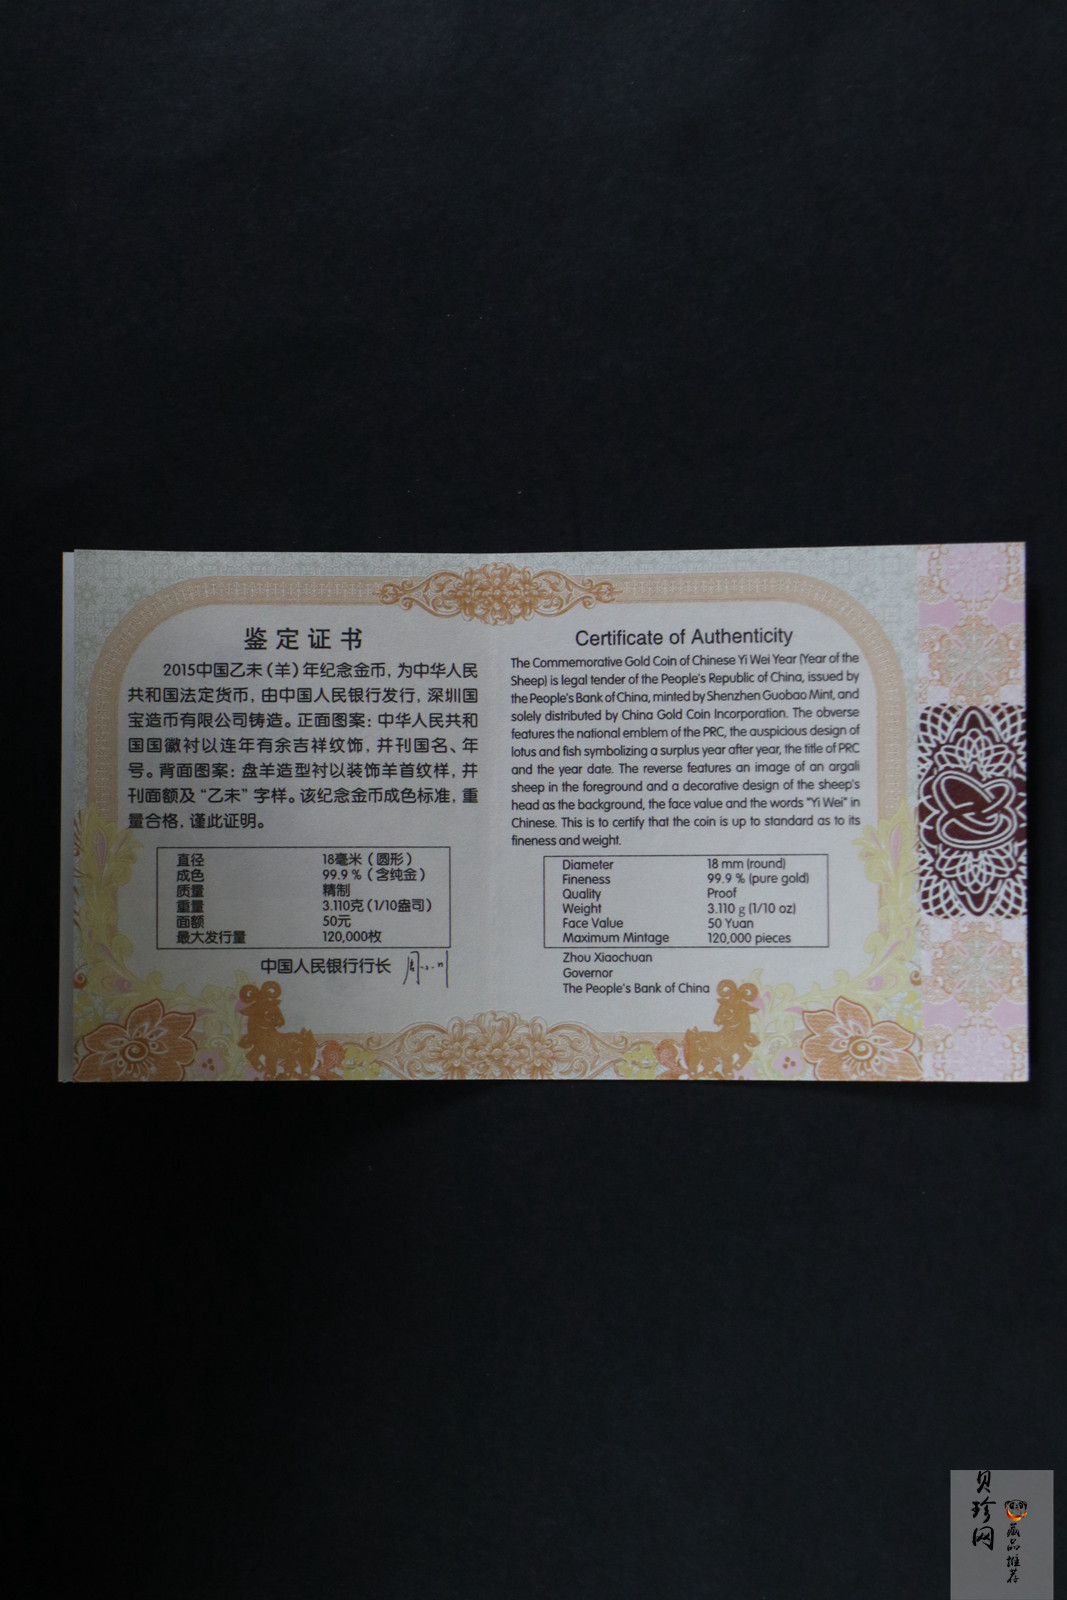 鉴定证书
2015中国乙未（羊）年纪念金币，为中华人民
共和国法定货币，由中国人民银行发行，深圳国
宝造币有限公司铸造。正面图案：中华人民共和
国国徽衬以连年有余吉祥纹饰，并刊国名、年
号。背面图案：盘羊造型衬以装饰羊首纹样，并
刊面额及“乙未”字样。该纪念金币成色标准，重
量合格，谨此证明。
直径 18毫米（圆形）
成色 99.9％（含纯金）
质量 精制
重量 3.110克（1/10盎司）
面额 50元
最大发行量 120,000枚
中国人民银行行长
Certificate of Authenticity
The Commemorative Gold Coin of Chinese Yi Wei Year (Year of the
Sheep) is legal tender of the People's Republic of China, issued by
the People's Bank of China, minted by Shenzhen Guobao Mint, and
solely distributed by China Gold Coin Incorporation. The obverse
features the national emblem of the PRC, the auspicious design of
lotus and fish symbolizing a surplus year after year, the title of PRC
and the year date. The reverse features an image of an argali
sheep in the foreground and a decorative design of the sheep's
head as the background, the face value and the words "Yi Wei" in
Chinese. This is to certify that the coin is up to standard as to its
fineness and weight.
Diameter 18 mm (round)
Fineness 99.9 % (pure gold)
Quality Proof
Weight 3.110 g (1/10 oz)
Face Value 50 Yuan
Maximum Mintage 120,000 pieces
Zhou Xiaochuan
Governor
The People's Bank of China
贝珍网
藏品推荐